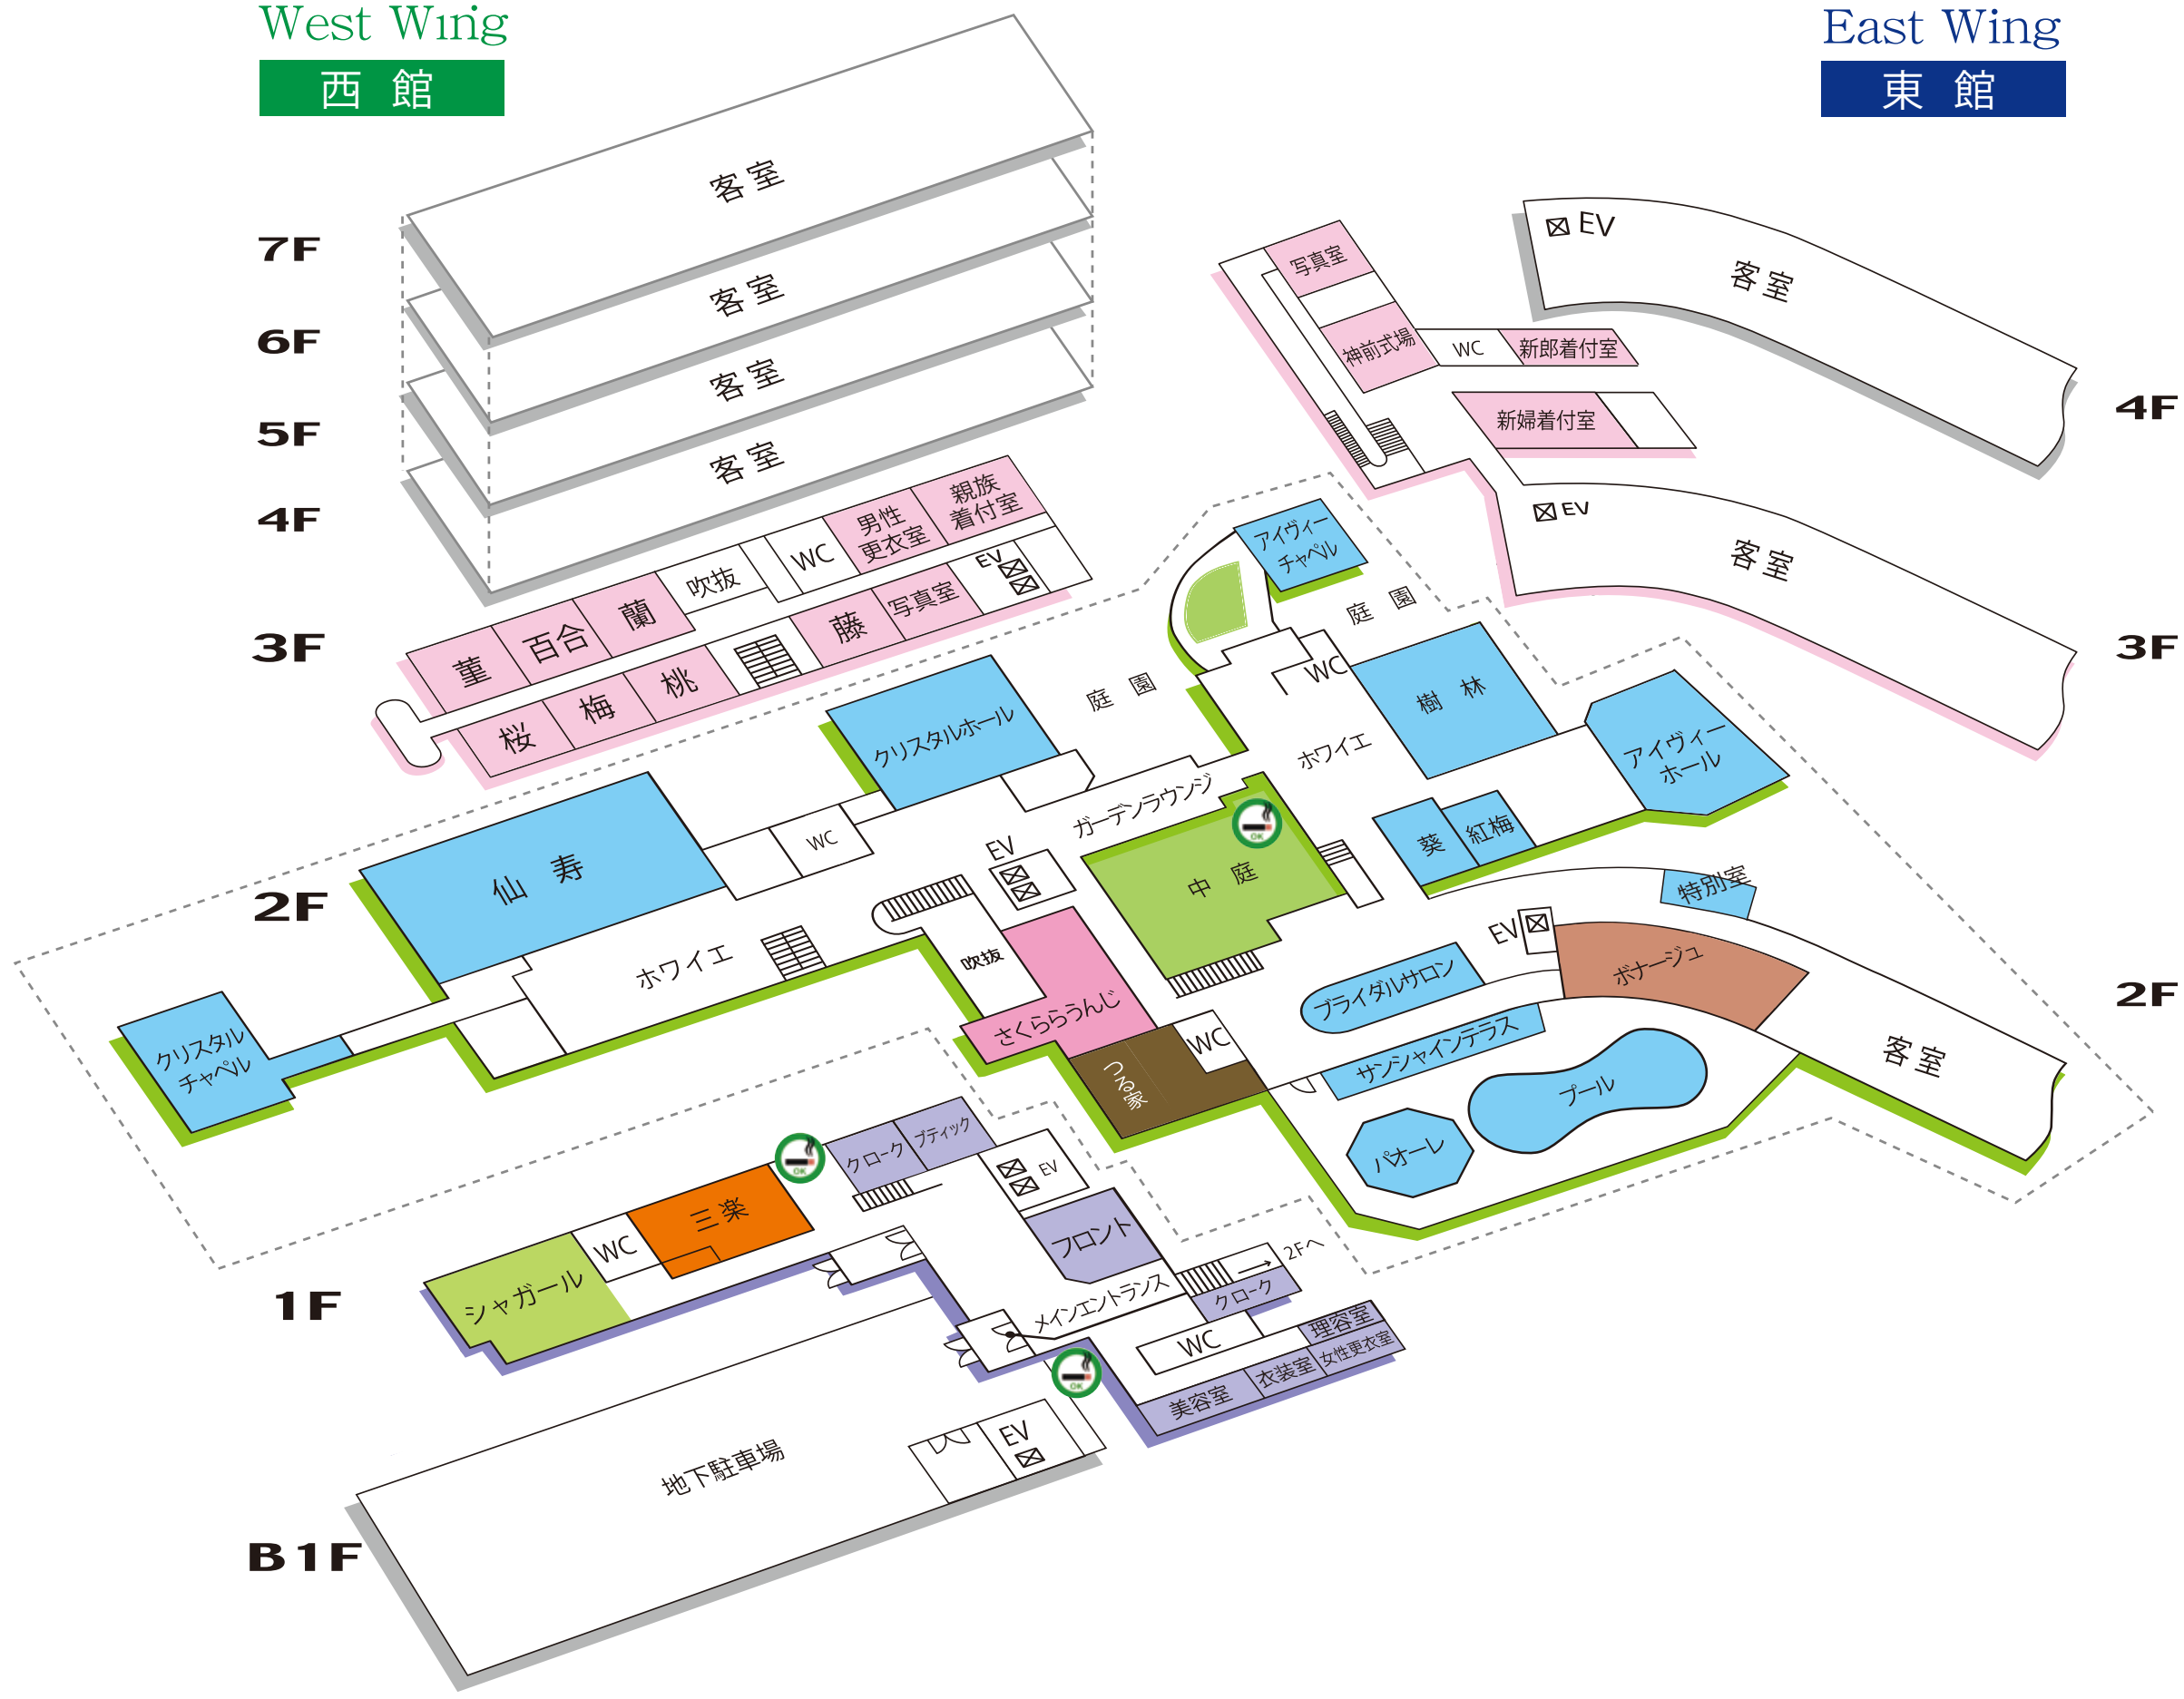 West Wing
西 館
East Wing
東 館
7F
客室
6F
客室
5F
客室
4F
客室
EV
客室
写真室
神前式場
WC
新郎着付室
新婦着付室
4F
EV
客室
3F
3F
菫
百合
蘭
吹抜
WC
男性
更衣室
親族
着付室
桜
梅
桃
藤
写真室
EV
2F
アイヴィー
チャペル
庭 園
庭 園
クリスタルホール
WC
樹 林
アイヴィー
ホール
ホワイエ
ガーデンラウンジ
OK
中 庭
葵
紅梅
仙 寿
WC
EV
ホワイエ
吹抜
さくららうんじ
つる家
WC
クリスタル
チャペル
特別室
EV
ボナージュ
ブライダルサロン
サンシャインテラス
プール
パオーレ
客室
2F
1F
シャガール
WC
三楽
OK
クローク
ブティック
EV
フロント
2Fへ
クローク
メインエントランス
WC
理容室
女性更衣室
衣装室
美容室
OK
B1F
地下駐車場
EV